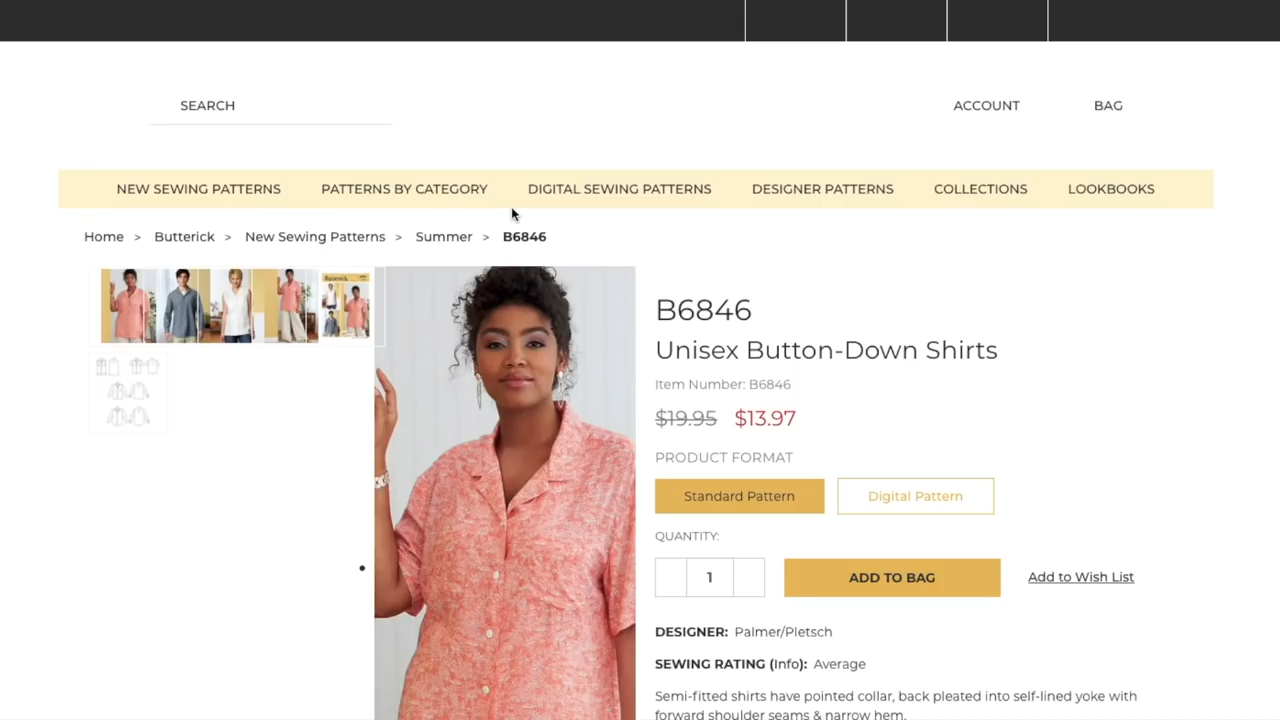 SEARCH
ACCOUNT
BAG
NEW SEWING PATTERNS
PATTERNS BY CATEGORY
DIGITAL SEWING PATTERNS
DESIGNER PATTERNS
COLLECTIONS
LOOKBOOKS
Home > Butterick > New Sewing Patterns > Summer > B6846
Butterick
B6846
Unisex Button-Down Shirts
Item Number: B6846
$19.95 $13.97
PRODUCT FORMAT
Standard Pattern
Digital Pattern
QUANTITY:
1
ADD TO BAG
Add to Wish List
DESIGNER: Palmer/Pletsch
SEWING RATING (Info): Average
Semi-fitted shirts have pointed collar, back pleated into self-lined yoke with
forward shoulder seams & narrow hem.